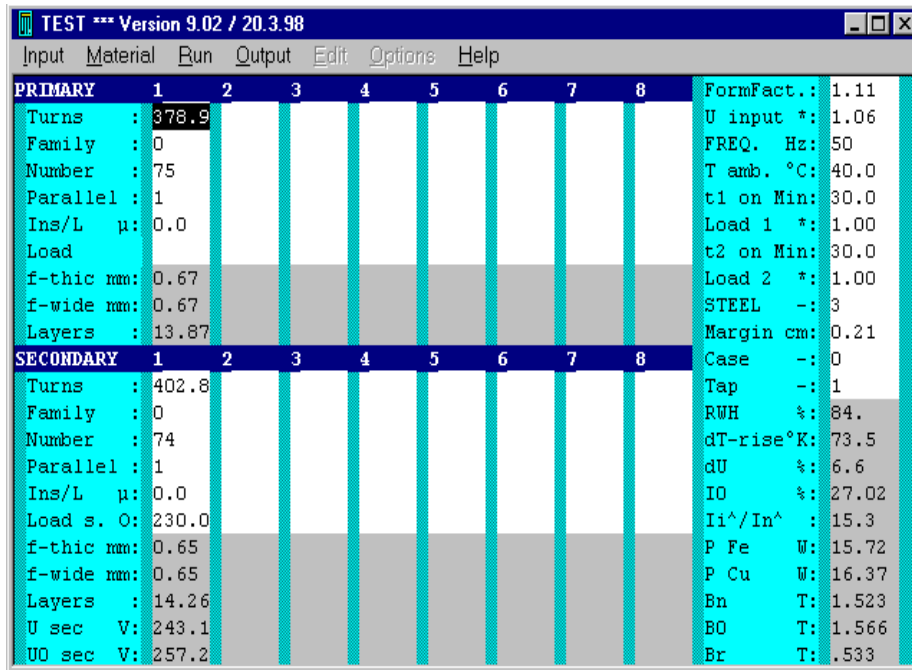 TEST *** Version 9.02 / 20.3.98
Input Material Run Output Edit Options Help
PRIMARY 1 2 3 4 5 6 7 8 FormFact.: 1.11
Turns : 378.9 U input *: 1.06
Family : 0 FREQ. Hz: 50
Number : 75 T amb. °C: 40.0
Parallel : 1 t1 on Min: 30.0
Ins/L µ: 0.0 Load 1 *: 1.00
Load t2 on Min: 30.0
f-thic mm: 0.67 Load 2 *: 1.00
f-wide mm: 0.67 STEEL -: 3
Layers : 13.87 Margin cm: 0.21
SECONDARY 1 2 3 4 5 6 7 8 Case -: 0
Turns : 402.8 Tap -: 1
Family : 0 RWH %: 84.
Number : 74 dT-rise°K: 73.5
Parallel : 1 dU %: 6.6
Ins/L µ: 0.0 IO %: 27.02
Load s. O: 230.0 Ii^/In^ : 15.3
f-thic mm: 0.65 P Fe W: 15.72
f-wide mm: 0.65 P Cu W: 16.37
Layers : 14.26 Bn T: 1.523
U sec V: 243.1 BO T: 1.566
UO sec V: 257.2 Br T: .533